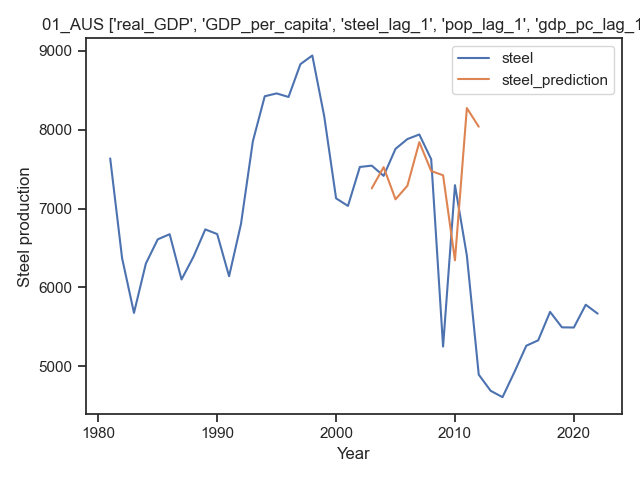 01_AUS ['real_GDP', 'GDP_per_capita', 'steel_lag_1', 'pop_lag_1', 'gdp_pc_lag_1
steel
steel_prediction
9000
8000
7000
6000
5000
Steel production
1980
1990
2000
2010
2020
Year